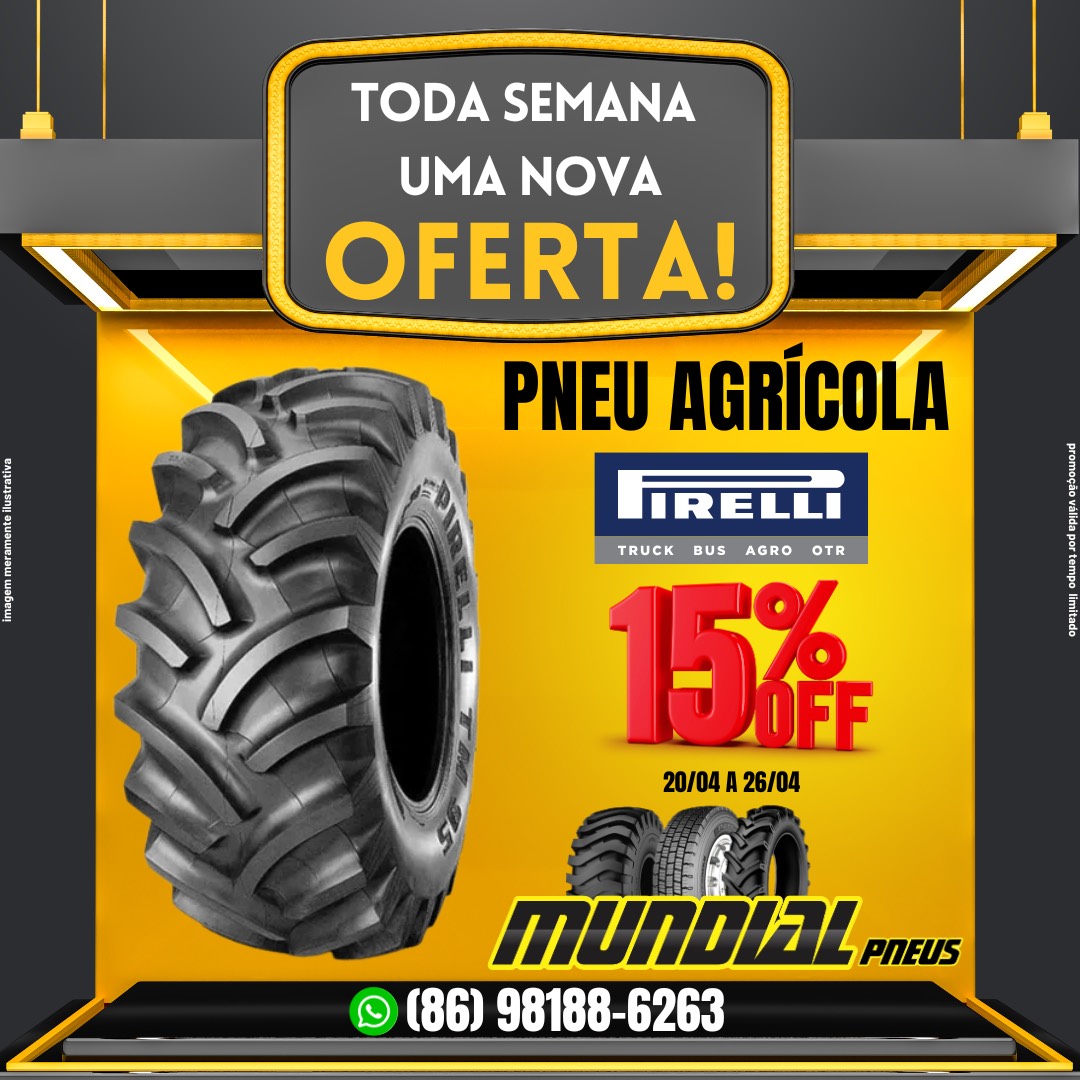 TODA SEMANA
UMA NOVA
OFERTA!
PNEU AGRÍCOLA
PIRELLI
TRUCK BUS AGRO OTR
15%
OFF
20/04 A 26/04
PIRELLI TM 95
MUNDIAL PNEUS
(86) 98188-6263
imagem meramente ilustrativa
promoção válida por tempo limitado